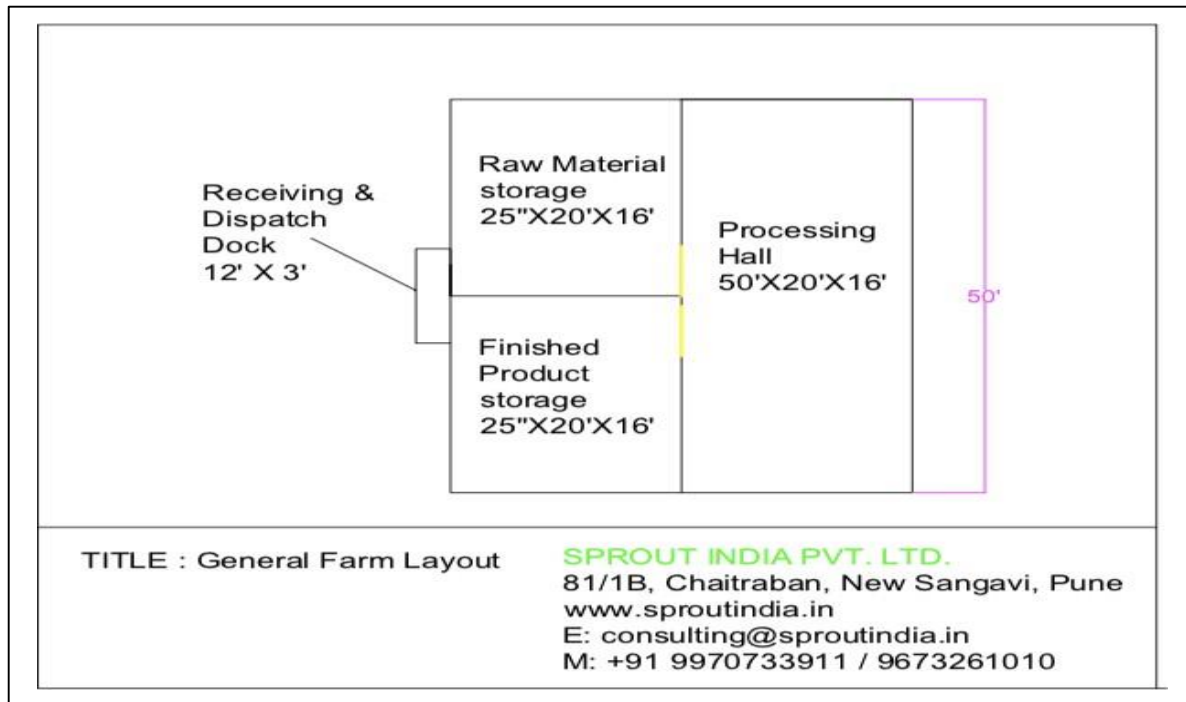 Receiving &
Dispatch
Dock
12' X 3'
Raw Material
storage
25"X20'X16'
Processing
Hall
50'X20'X16'
50'
Finished
Product
storage
25"X20'X16'
TITLE : General Farm Layout
SPROUT INDIA PVT. LTD.
81/1B, Chaitraban, New Sangavi, Pune
www.sproutindia.in
E: consulting@sproutindia.in
M: +91 9970733911 / 9673261010